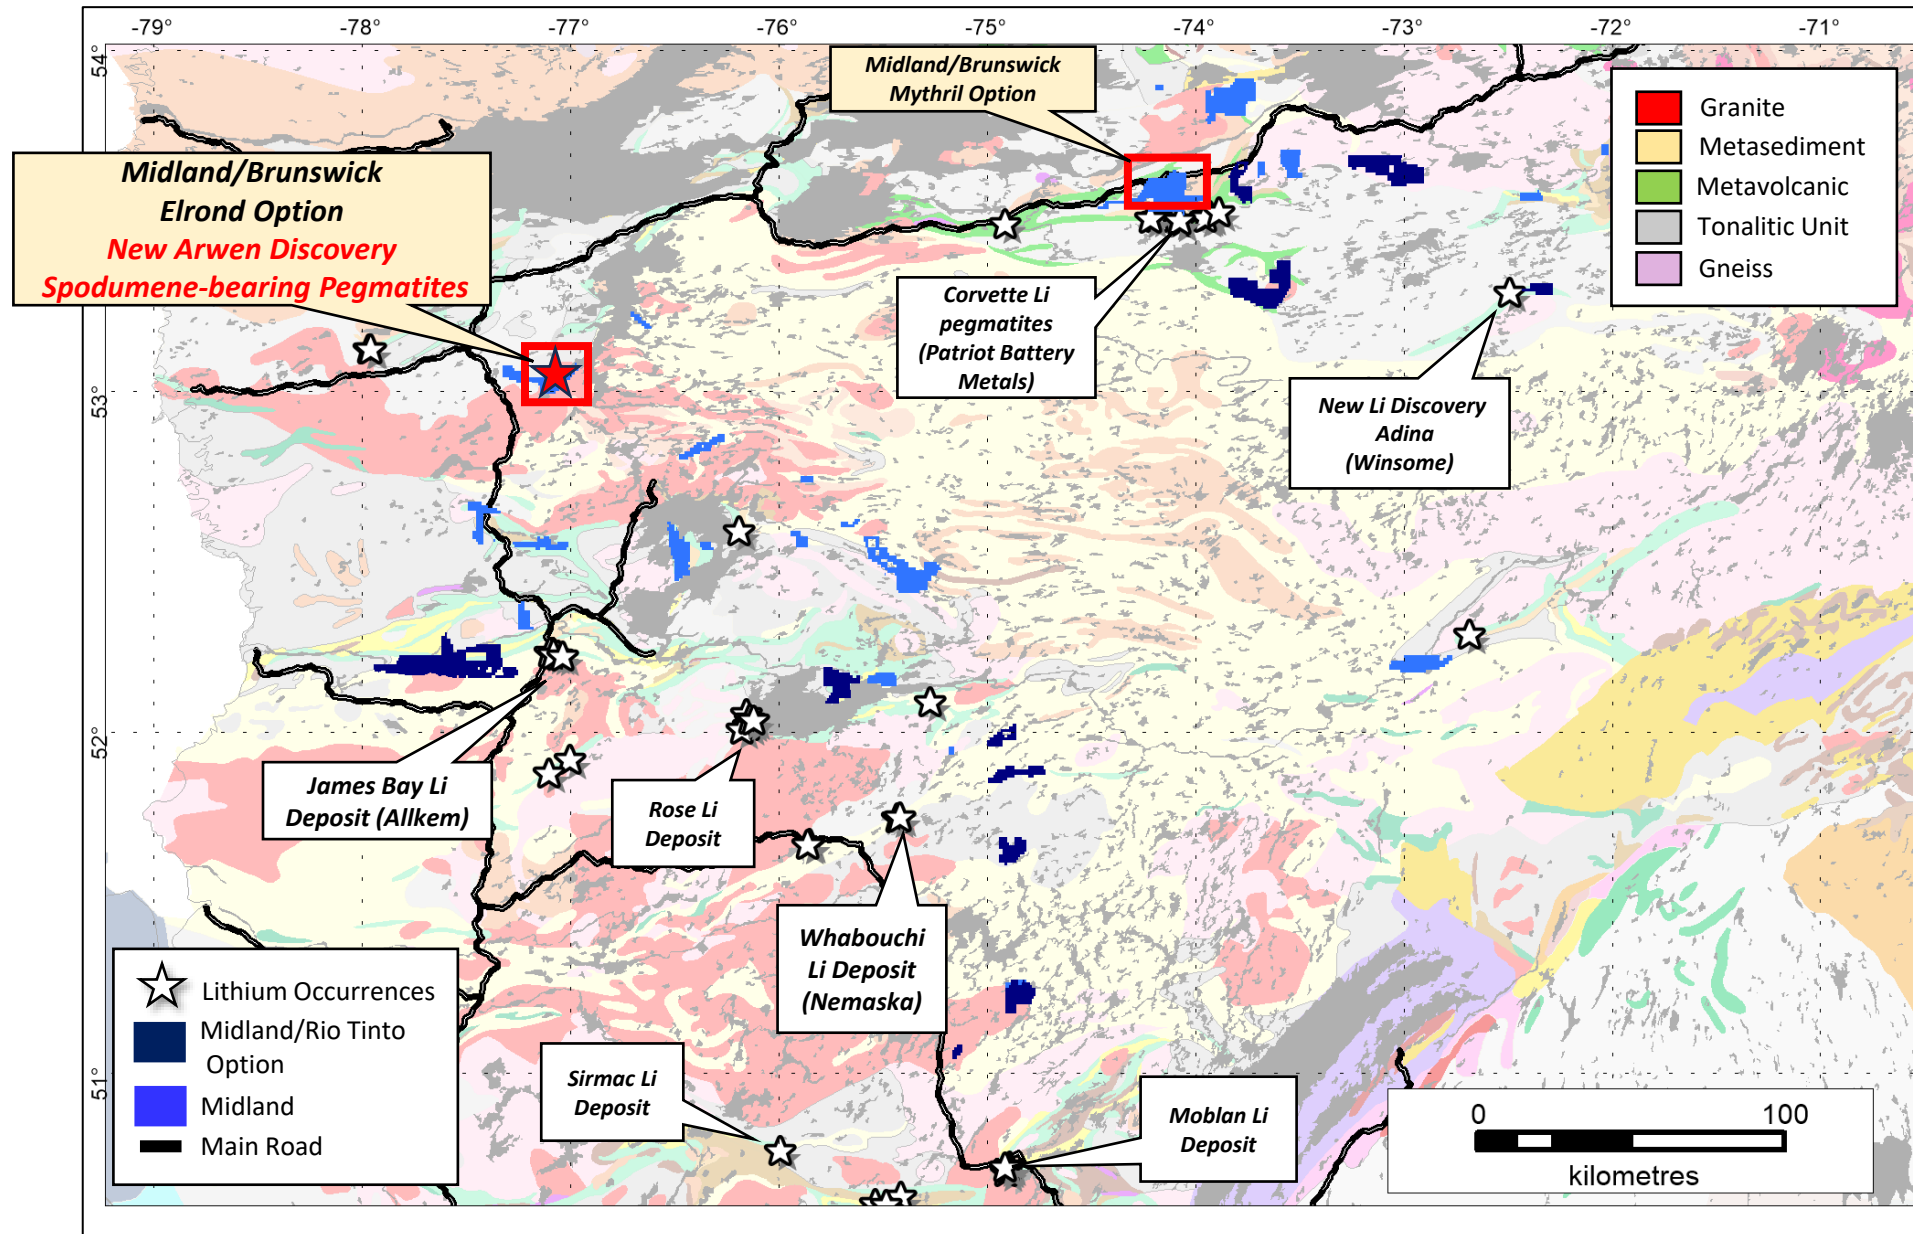 -79°
-78°
-77°
-76°
-75°
-74°
-73°
-72°
-71°
54°
53°
52°
51°
Midland/Brunswick
Mythril Option
Granite
Metasediment
Metavolcanic
Tonalitic Unit
Gneiss
Midland/Brunswick
Elrond Option
New Arwen Discovery
Spodumene-bearing Pegmatites
Corvette Li
pegmatites
(Patriot Battery
Metals)
New Li Discovery
Adina
(Winsome)
James Bay Li
Deposit (Allkem)
Rose Li
Deposit
Whabouchi
Li Deposit
(Nemaska)
Sirmac Li
Deposit
Moblan Li
Deposit
Lithium Occurrences
Midland/Rio Tinto
Option
Midland
Main Road
0
100
kilometres